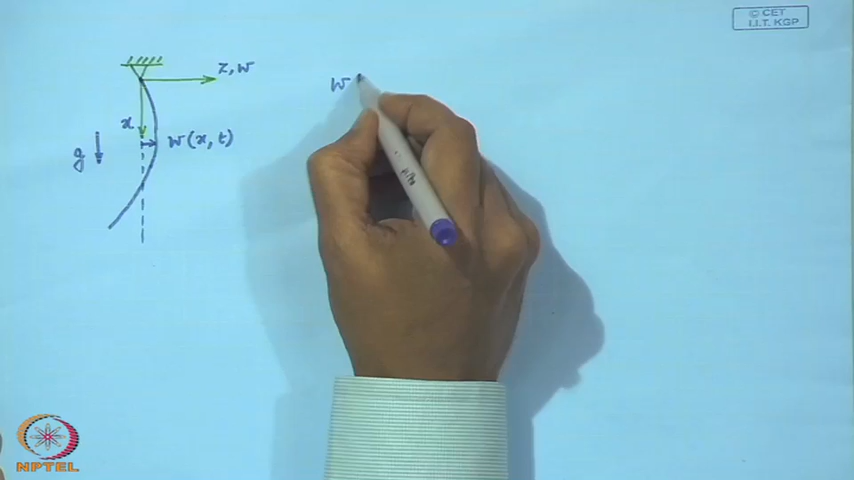 © CET
I.I.T. KGP
z, w
x
w(x, t)
g
w
NPTEL